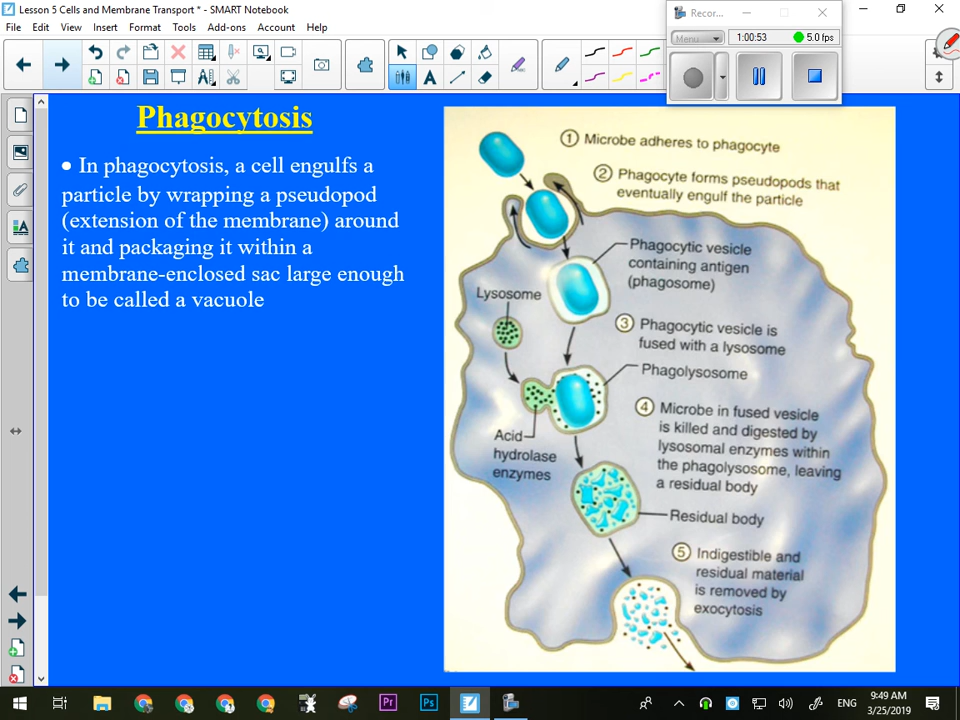 Lesson 5 Cells and Membrane Transport * - SMART Notebook
Recor...
File Edit View Insert Format Tools Add-ons Account Help
Menu
1:00:53
5.0 fps
Phagocytosis
• In phagocytosis, a cell engulfs a
particle by wrapping a pseudopod
(extension of the membrane) around
it and packaging it within a
membrane-enclosed sac large enough
to be called a vacuole
1 Microbe adheres to phagocyte
2 Phagocyte forms pseudopods that
eventually engulf the particle
Phagocytic vesicle
containing antigen
(phagosome)
Lysosome
3 Phagocytic vesicle is
fused with a lysosome
Phagolysosome
4 Microbe in fused vesicle
is killed and digested by
lysosomal enzymes within
the phagolysosome, leaving
a residual body
Acid
hydrolase
enzymes
Residual body
5 Indigestible and
residual material
is removed by
exocytosis
Pr
Ps
ENG
9:49 AM
3/25/2019